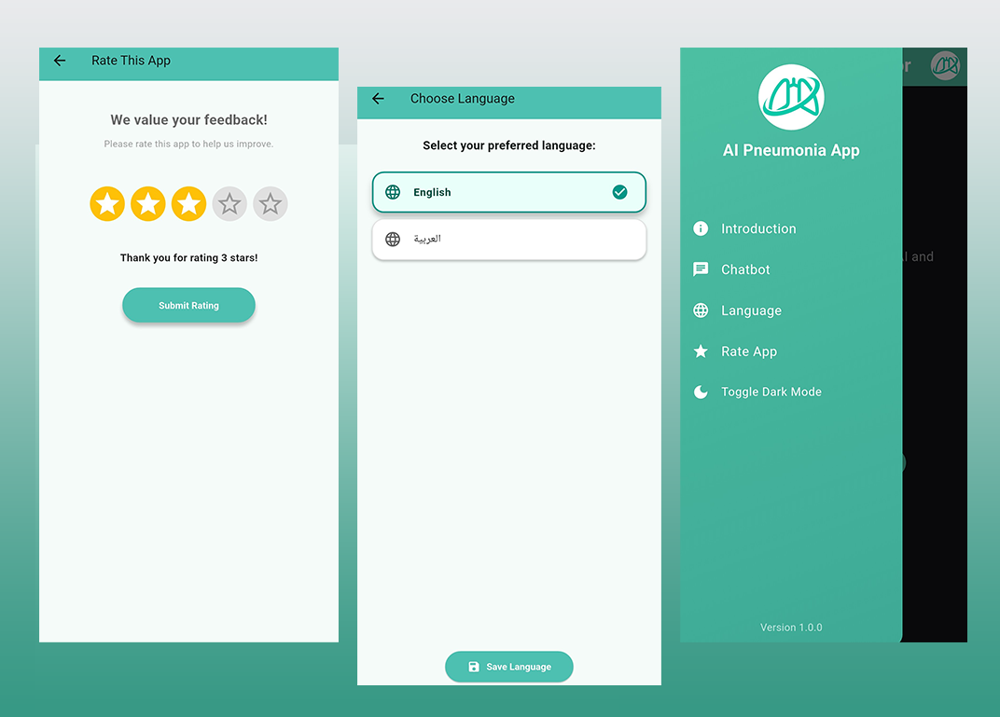 Rate This App
We value your feedback!
Please rate this app to help us improve.
Thank you for rating 3 stars!
Submit Rating
Choose Language
Select your preferred language:
English
العربية
Save Language
AI Pneumonia App
Introduction
Chatbot
Language
Rate App
Toggle Dark Mode
Version 1.0.0
and